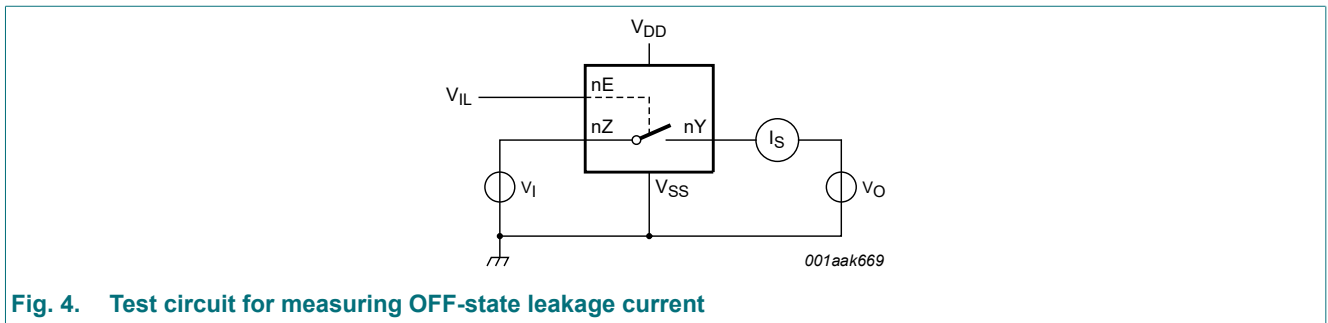 VDD
nE
VIL
nZ
nY
IS
VI
VSS
VO
001aak669
Fig. 4. Test circuit for measuring OFF-state leakage current